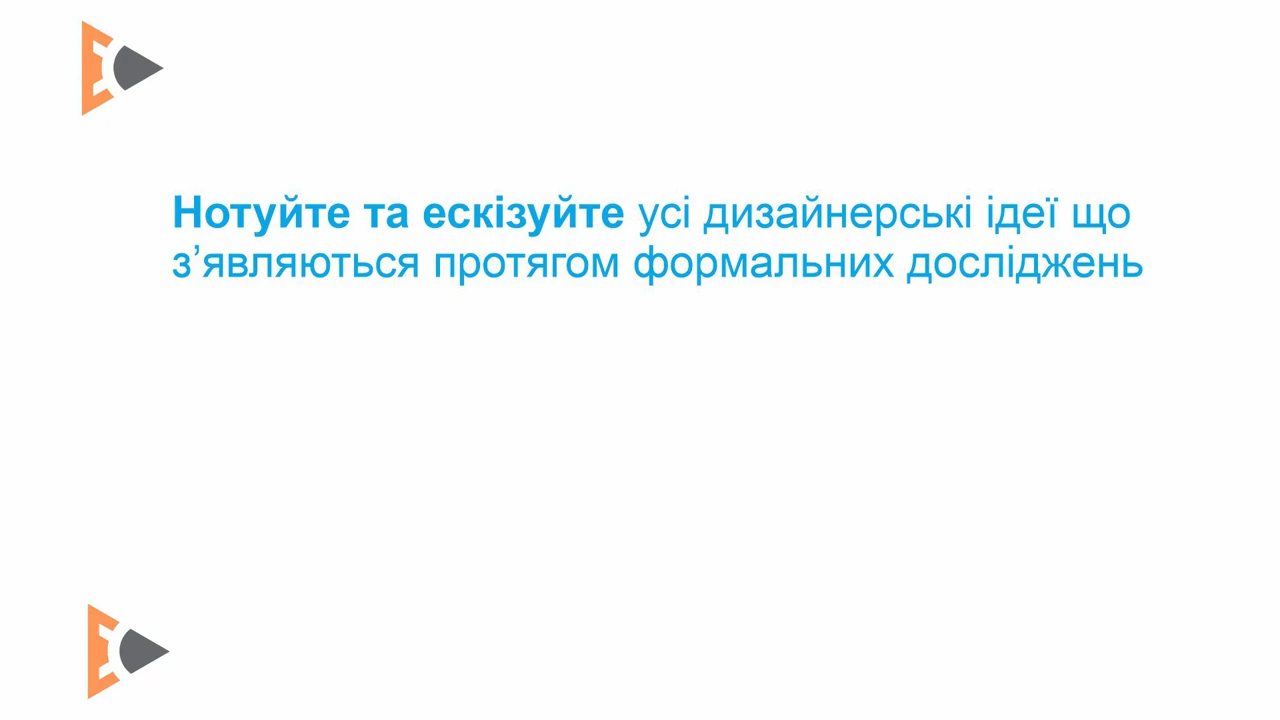 Нотуйте та ескізуйте усі дизайнерські ідеї що
з’являються протягом формальних досліджень